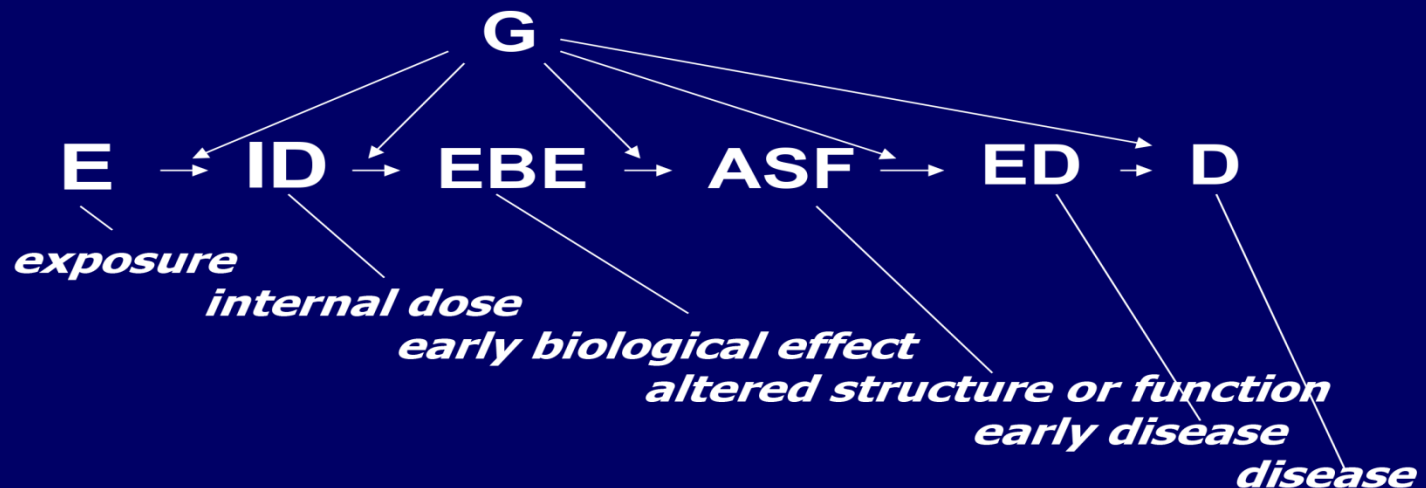 G
E ID EBE ASF ED D
exposure
internal dose
early biological effect
altered structure or function
early disease
disease